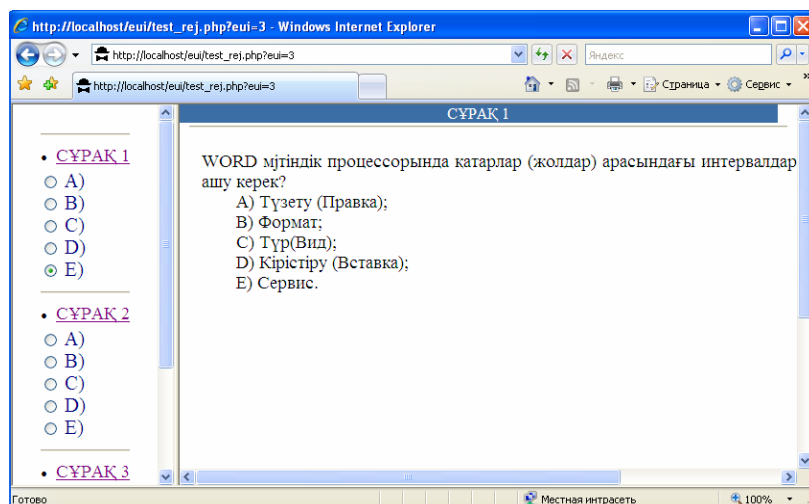 http://localhost/eui/test_rej.php?eui=3 - Windows Internet Explorer
http://localhost/eui/test_rej.php?eui=3
Яндекс
http://localhost/eui/test_rej.php?eui=3
Страница
Сервис
»
СҰРАҚ 1
A)
B)
C)
D)
E)
СҰРАҚ 2
A)
B)
C)
D)
E)
СҰРАҚ 3
СҰРАҚ 1
WORD мјтіндік процессорында қатарлар (жолдар) арасындағы интервалдар
ашу керек?
A) Түзету (Правка);
B) Формат;
C) Түр(Вид);
D) Кірістіру (Вставка);
E) Сервис.
Готово
Местная интрасеть
100%